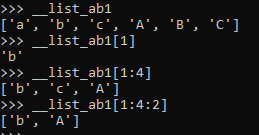 >>> __list_ab1
['a', 'b', 'c', 'A', 'B', 'C']
>>> __list_ab1[1]
'b'
>>> __list_ab1[1:4]
['b', 'c', 'A']
>>> __list_ab1[1:4:2]
['b', 'A']
>>>